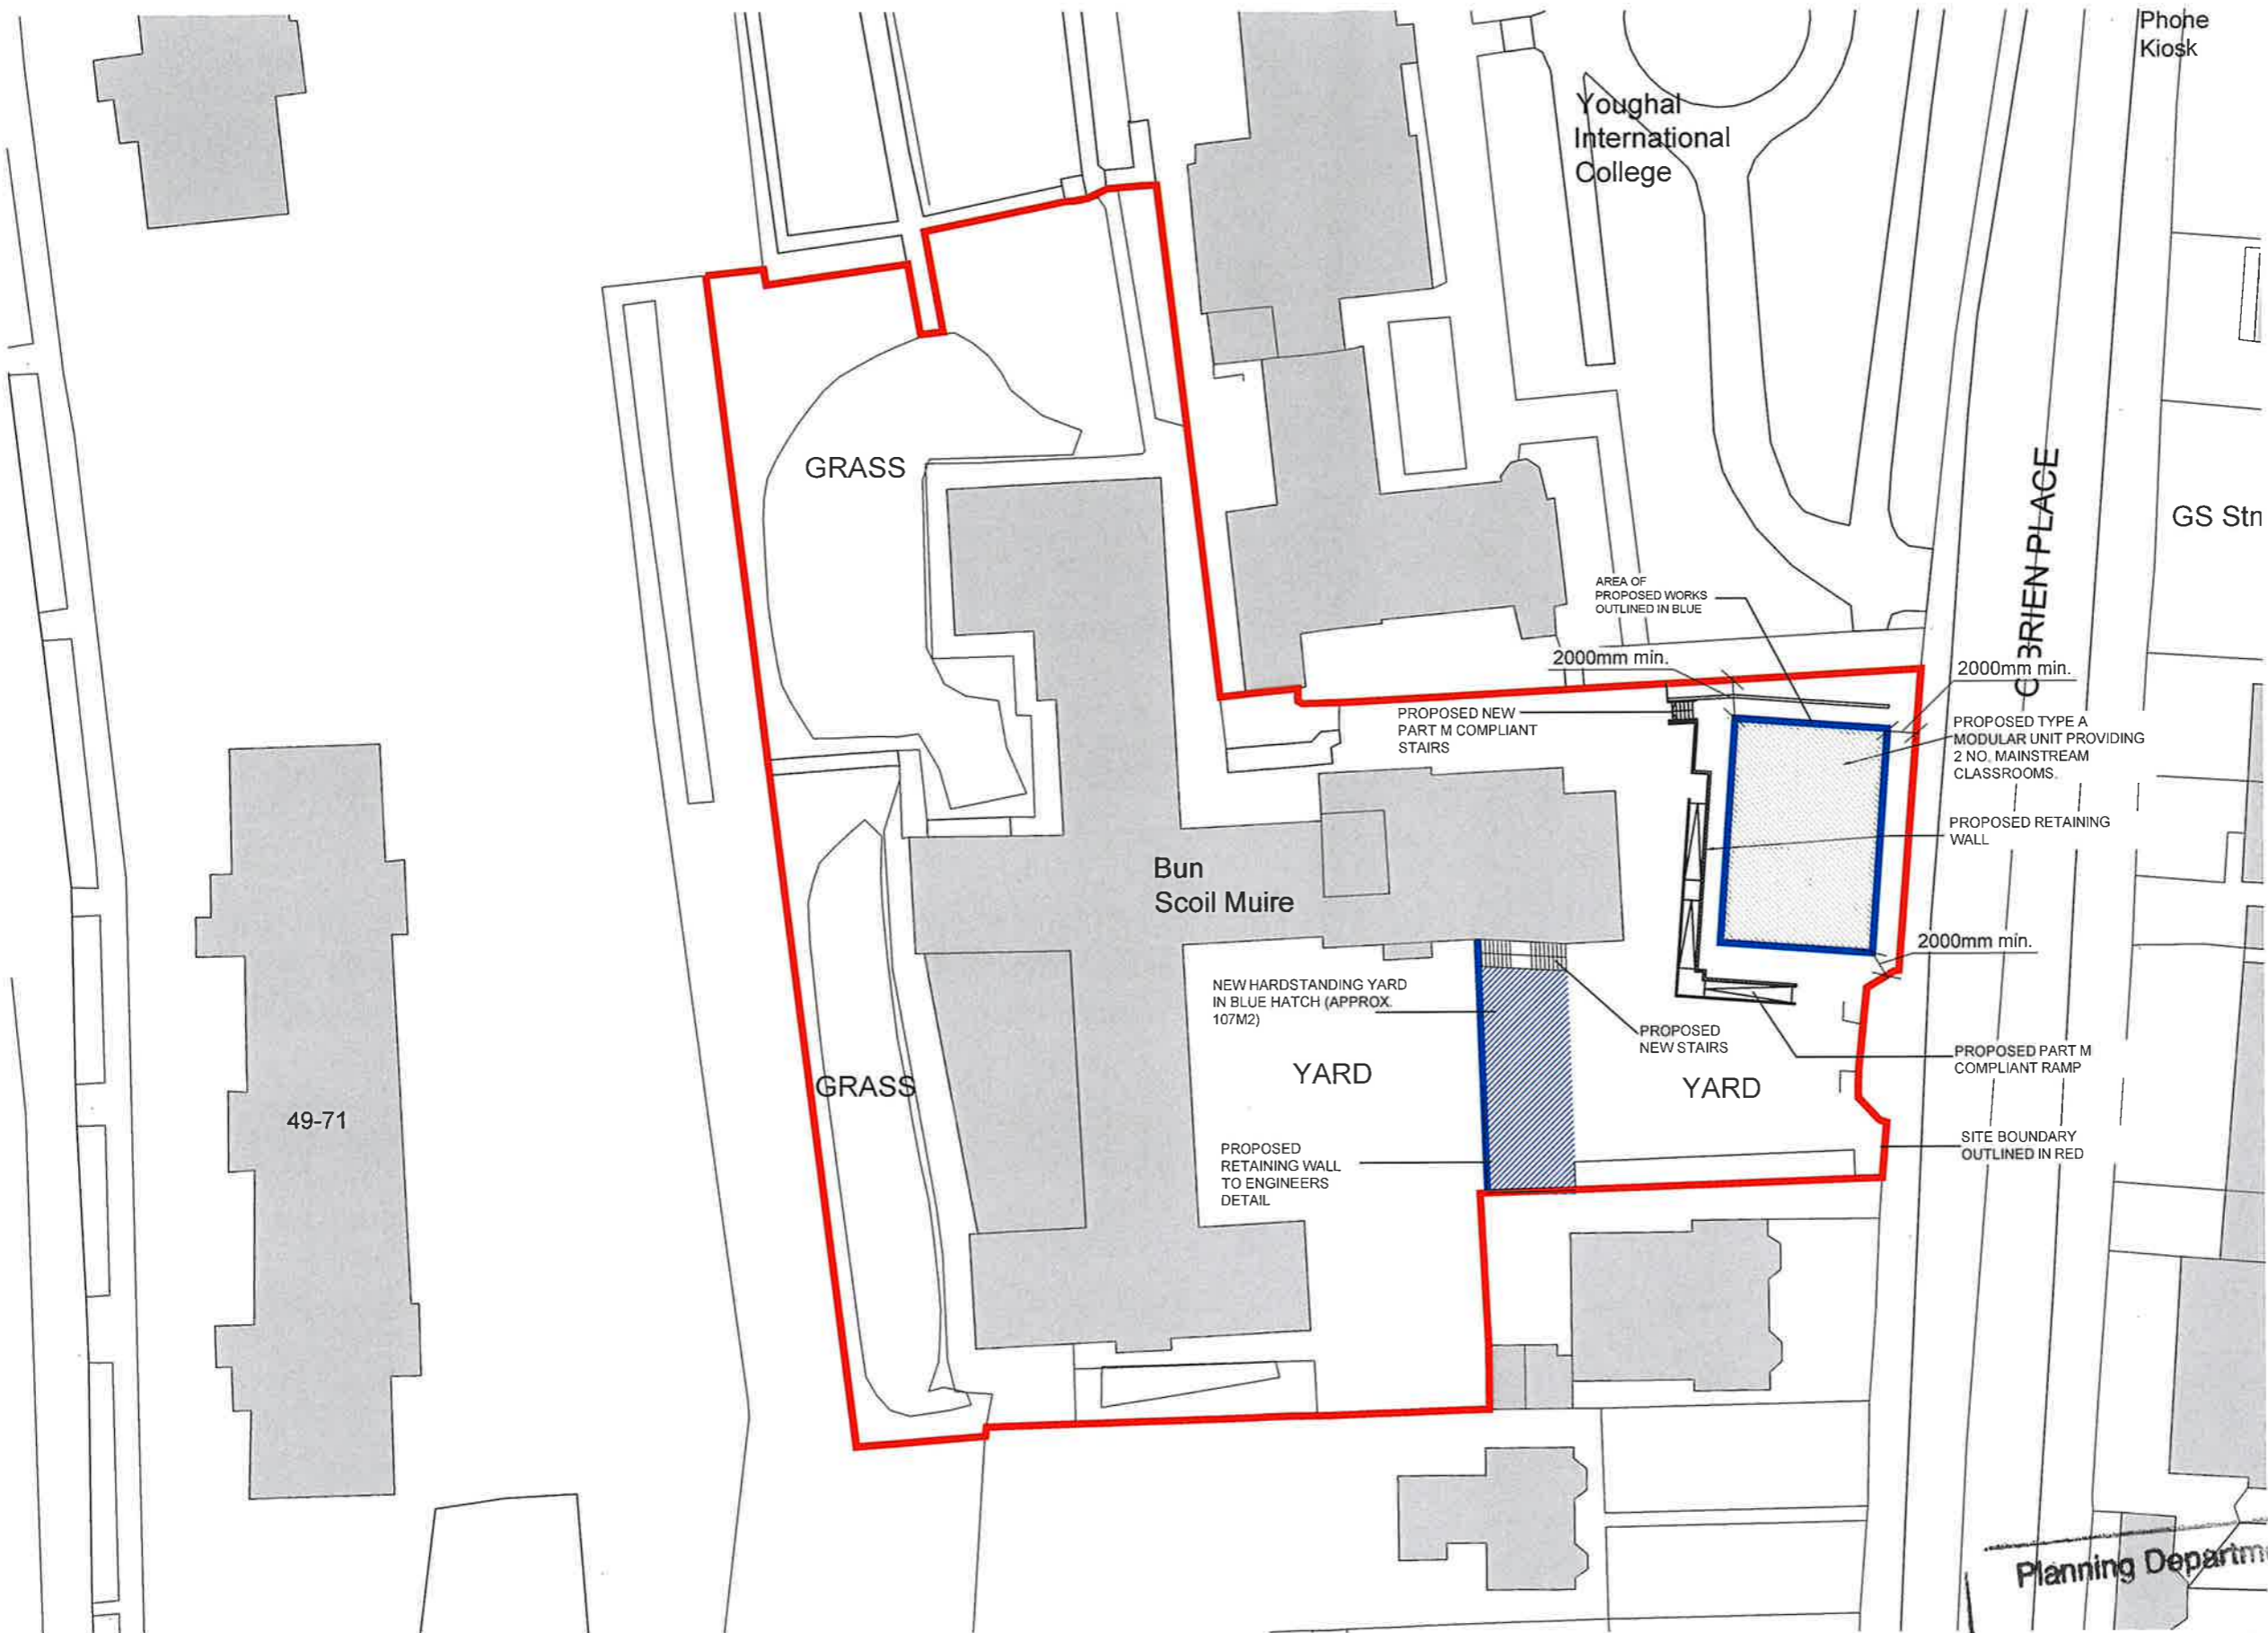 Phone
Kiosk
Youghal
International
College
GRASS
O'BRIEN PLACE
GS Stn
AREA OF
PROPOSED WORKS
OUTLINED IN BLUE
2000mm min.
2000mm min.
PROPOSED NEW
PART M COMPLIANT
STAIRS
PROPOSED TYPE A
MODULAR UNIT PROVIDING
2 NO. MAINSTREAM
CLASSROOMS.
PROPOSED RETAINING
WALL
Bun
Scoil Muire
2000mm min.
NEW HARDSTANDING YARD
IN BLUE HATCH (APPROX.
107M2)
PROPOSED
NEW STAIRS
PROPOSED PART M
COMPLIANT RAMP
YARD
YARD
GRASS
49-71
SITE BOUNDARY
OUTLINED IN RED
PROPOSED
RETAINING WALL
TO ENGINEERS
DETAIL
Planning Departm